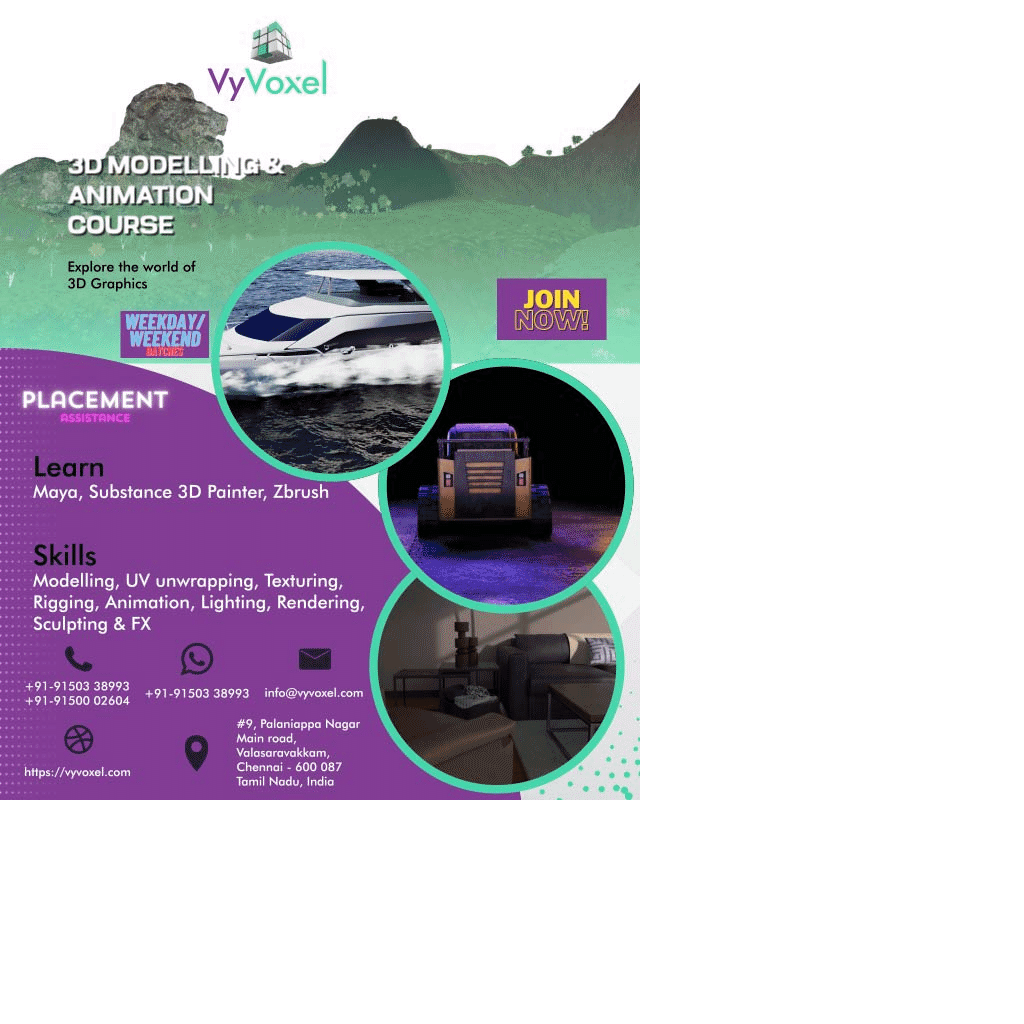 VyVoxel
3D MODELLING &
ANIMATION
COURSE
Explore the world of
3D Graphics
WEEKDAY/
WEEKEND
BATCHES
JOIN
NOW!
PLACEMENT
ASSISTANCE
Learn
Maya, Substance 3D Painter, Zbrush
Skills
Modelling, UV unwrapping, Texturing,
Rigging, Animation, Lighting, Rendering,
Sculpting & FX
+91-91503 38993
+91-91500 02604
+91-91503 38993
info@vyvoxel.com
https://vyvoxel.com
#9, Palaniappa Nagar
Main road,
Valasaravakkam,
Chennai - 600 087
Tamil Nadu, India